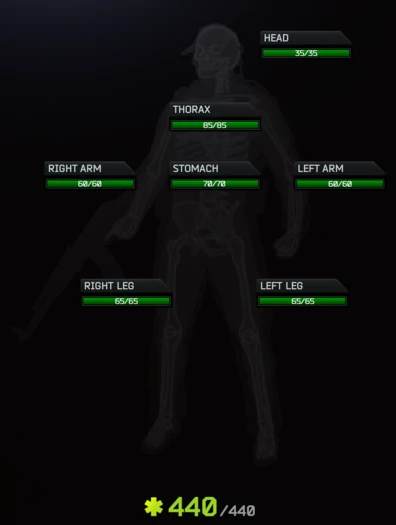 HEAD
35/35
THORAX
85/85
RIGHT ARM
60/60
STOMACH
70/70
LEFT ARM
60/60
RIGHT LEG
65/65
LEFT LEG
65/65
440/440